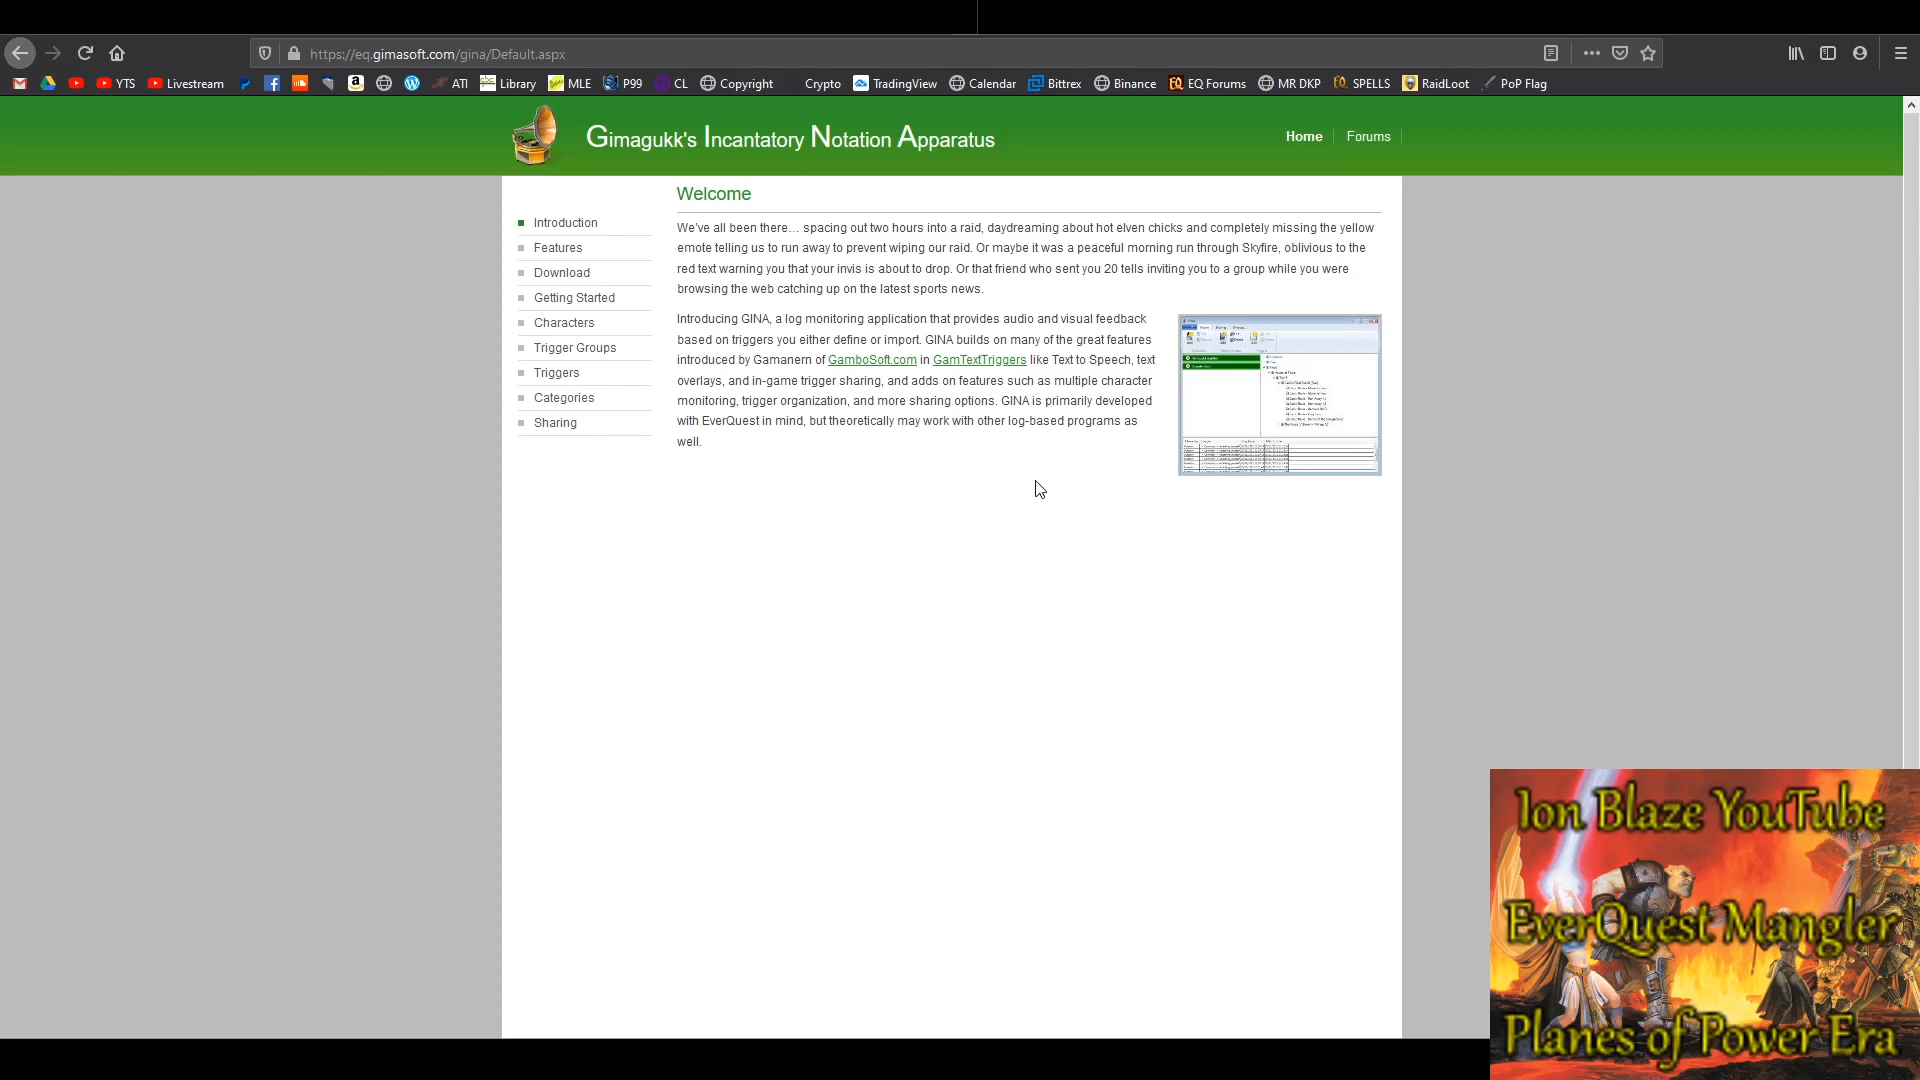 https://eq.gimasoft.com/gina/Default.aspx
YTS
Livestream
ATI
Library
MLE
P99
CL
Copyright
Crypto
TradingView
Calendar
Bittrex
Binance
EQ Forums
MR DKP
SPELLS
RaidLoot
PoP Flag
Gimagukk's Incantatory Notation Apparatus
Home
Forums
Introduction
Features
Download
Getting Started
Characters
Trigger Groups
Triggers
Categories
Sharing
Welcome
We've all been there... spacing out two hours into a raid, daydreaming about hot elven chicks and completely missing the yellow
emote telling us to run away to prevent wiping our raid. Or maybe it was a peaceful morning run through Skyfire, oblivious to the
red text warning you that your invis is about to drop. Or that friend who sent you 20 tells inviting you to a group while you were
browsing the web catching up on the latest sports news.
Introducing GINA, a log monitoring application that provides audio and visual feedback
based on triggers you either define or import. GINA builds on many of the great features
introduced by Gamanern of GamboSoft.com in GamTextTriggers like Text to Speech, text
overlays, and in-game trigger sharing, and adds on features such as multiple character
monitoring, trigger organization, and more sharing options. GINA is primarily developed
with EverQuest in mind, but theoretically may work with other log-based programs as
well.
Ion Blaze YouTube
EverQuest Mangler
Planes of Power Era